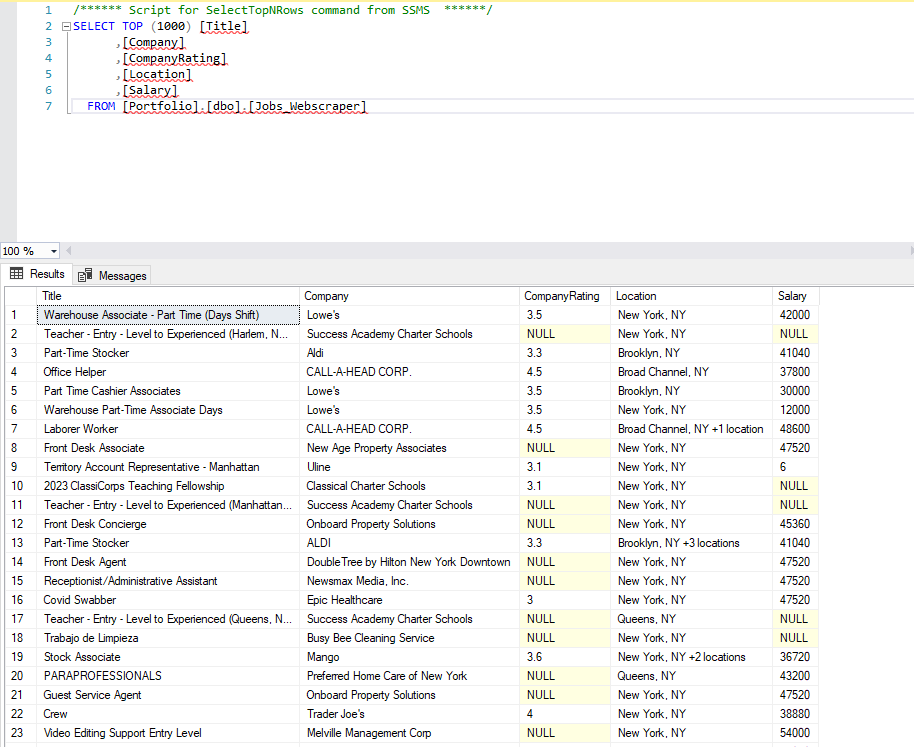 1 /****** Script for SelectTopNRows command from SSMS ******/
2 SELECT TOP (1000) [Title]
3 ,[Company]
4 ,[CompanyRating]
5 ,[Location]
6 ,[Salary]
7 FROM [Portfolio].[dbo].[Jobs_Webscraper]
100 %
Results Messages
Title Company CompanyRating Location Salary
1 Warehouse Associate - Part Time (Days Shift) Lowe's 3.5 New York, NY 42000
2 Teacher - Entry - Level to Experienced (Harlem, N... Success Academy Charter Schools NULL New York, NY NULL
3 Part-Time Stocker Aldi 3.3 Brooklyn, NY 41040
4 Office Helper CALL-A-HEAD CORP. 4.5 Broad Channel, NY 37800
5 Part Time Cashier Associates Lowe's 3.5 Brooklyn, NY 30000
6 Warehouse Part-Time Associate Days Lowe's 3.5 New York, NY 12000
7 Laborer Worker CALL-A-HEAD CORP. 4.5 Broad Channel, NY +1 location 48600
8 Front Desk Associate New Age Property Associates NULL New York, NY 47520
9 Territory Account Representative - Manhattan Uline 3.1 New York, NY 6
10 2023 ClassiCorps Teaching Fellowship Classical Charter Schools 3.1 New York, NY NULL
11 Teacher - Entry - Level to Experienced (Manhattan... Success Academy Charter Schools NULL New York, NY NULL
12 Front Desk Concierge Onboard Property Solutions NULL New York, NY 45360
13 Part-Time Stocker ALDI 3.3 Brooklyn, NY +3 locations 41040
14 Front Desk Agent DoubleTree by Hilton New York Downtown NULL New York, NY 47520
15 Receptionist/Administrative Assistant Newsmax Media, Inc. NULL New York, NY 47520
16 Covid Swabber Epic Healthcare 3 New York, NY 47520
17 Teacher - Entry - Level to Experienced (Queens, N... Success Academy Charter Schools NULL Queens, NY NULL
18 Trabajo de Limpieza Busy Bee Cleaning Service NULL New York, NY NULL
19 Stock Associate Mango 3.6 New York, NY +2 locations 36720
20 PARAPROFESSIONALS Preferred Home Care of New York NULL Queens, NY 43200
21 Guest Service Agent Onboard Property Solutions NULL New York, NY 47520
22 Crew Trader Joe's 4 New York, NY 38880
23 Video Editing Support Entry Level Melville Management Corp NULL New York, NY 54000